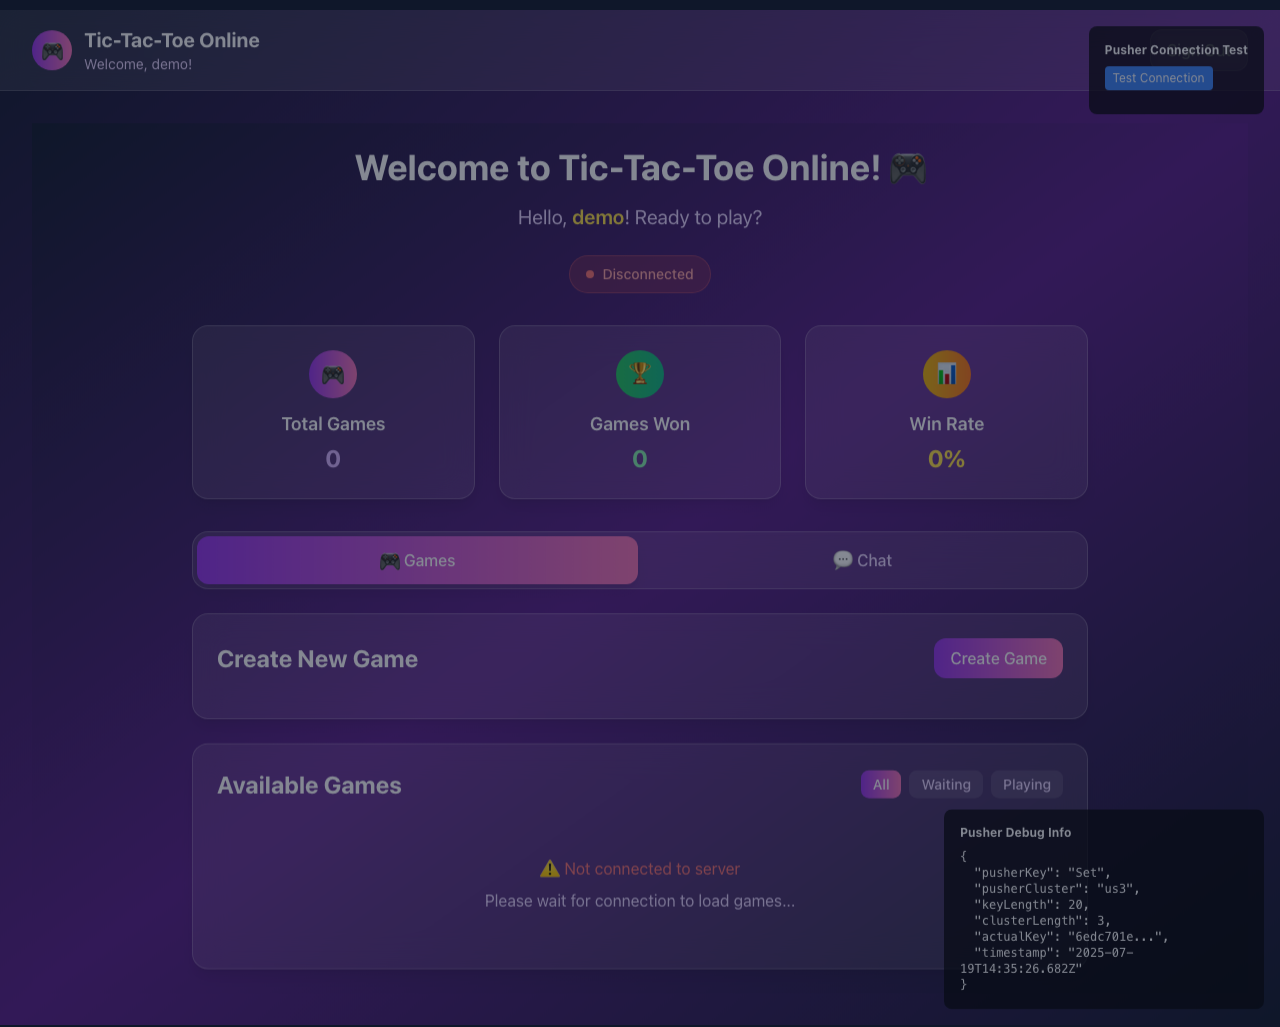 Tic-Tac-Toe Online
Welcome, demo!
Pusher Connection Test
Test Connection
Welcome to Tic-Tac-Toe Online! 🎮
Hello, demo! Ready to play?
Disconnected
Total Games
0
Games Won
0
Win Rate
0%
🎮 Games
💬 Chat
Create New Game
Create Game
Available Games
All
Waiting
Playing
⚠️ Not connected to server
Please wait for connection to load games...
Pusher Debug Info
{
"pusherKey": "Set",
"pusherCluster": "us3",
"keyLength": 20,
"clusterLength": 3,
"actualKey": "6edc701e...",
"timestamp": "2025-07-
19T14:35:26.682Z"
}